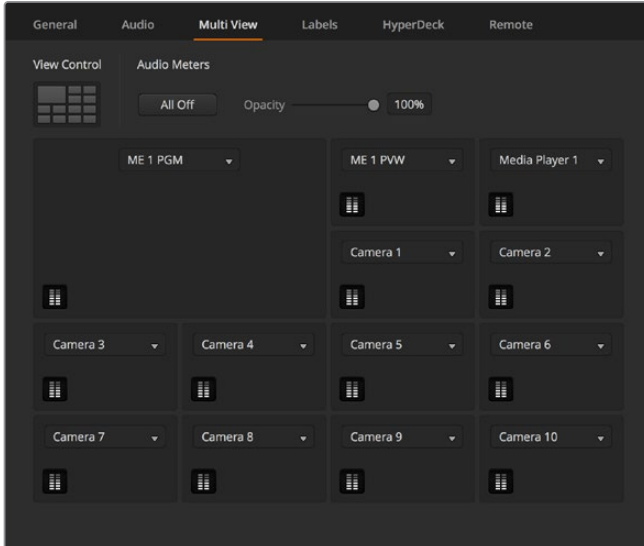 General Audio Multi View Labels HyperDeck Remote
View Control Audio Meters
All Off Opacity 100%
ME 1 PGM ME 1 PVW Media Player 1
Camera 1 Camera 2
Camera 3 Camera 4 Camera 5 Camera 6
Camera 7 Camera 8 Camera 9 Camera 10